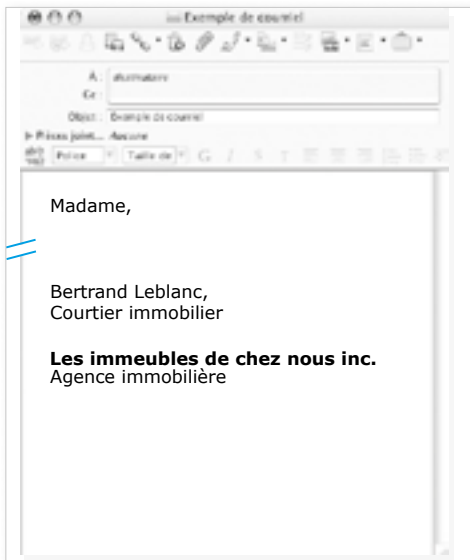 Exemple de courriel
À :
Cc :
Objet : Exemple de courriel
Pièces joint... Aucune
Police Taille de G I S T
Madame,
Bertrand Leblanc,
Courtier immobilier
Les immeubles de chez nous inc.
Agence immobilière